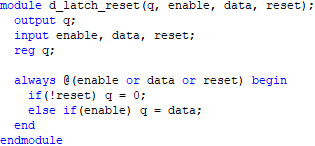 module d_latch_reset(q, enable, data, reset);
  output q;
  input enable, data, reset;
  reg q;

  always @(enable or data or reset) begin
    if(!reset) q = 0;
    else if(enable) q = data;
  end
endmodule